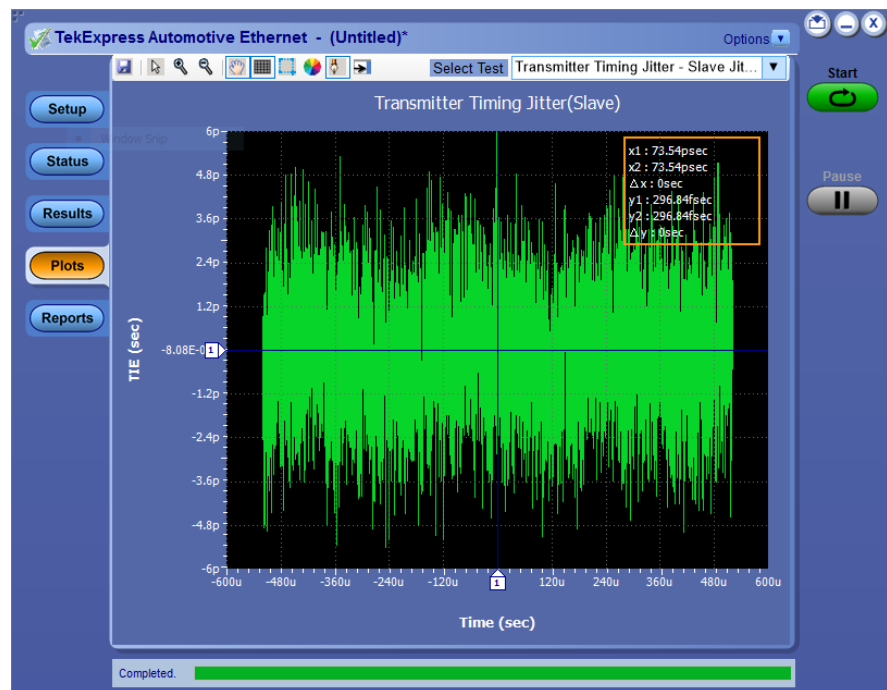 TekExpress Automotive Ethernet - (Untitled)*
Options
Select Test
Transmitter Timing Jitter - Slave Jit...
Start
Pause
Setup
Status
Results
Plots
Reports
Window Snip
Transmitter Timing Jitter(Slave)
x1 : 73.54psec
x2 : 73.54psec
Δx : 0sec
y1 : 296.84fsec
y2 : 296.84fsec
Δy : 0sec
TIE (sec)
6p
4.8p
3.6p
2.4p
1.2p
-8.08E-0
1
-1.2p
-2.4p
-3.6p
-4.8p
-6p
-600u -480u -360u -240u -120u 1 120u 240u 360u 480u 600u
Time (sec)
Completed.